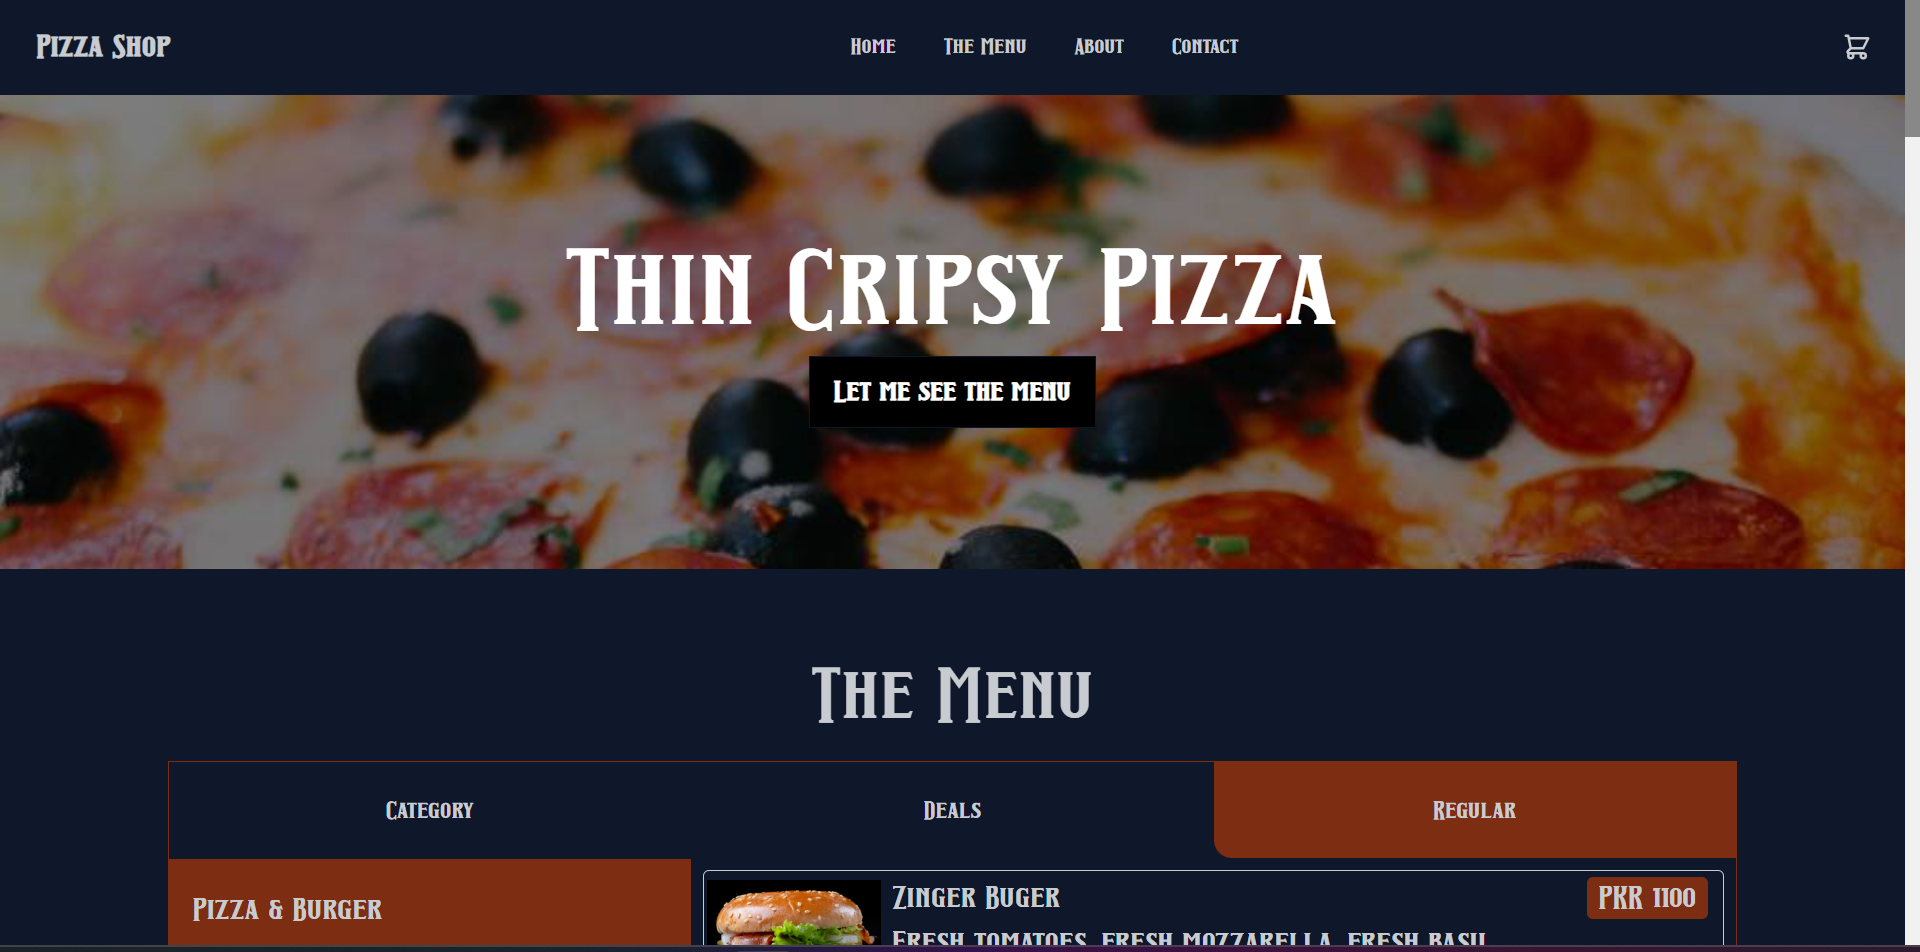 Pizza Shop
Home The Menu About Contact
Thin Cripsy Pizza
Let me see the menu
The Menu
Category Deals Regular
Pizza & Burger
Zinger Buger
PKR 1100
Fresh tomatoes, fresh mozzarella, fresh basil